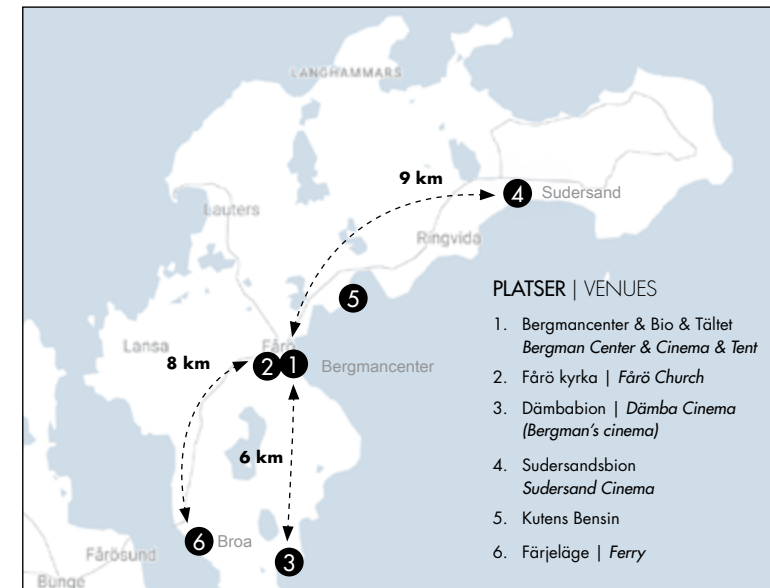 LANGHAMMARS
9 km
4 Sudersand
Lauters
Ringvida
5
PLATSER | VENUES
1. Bergmancenter & Bio & Tältet
Bergman Center & Cinema & Tent
2. Fårö kyrka | Fårö Church
3. Dämbabion | Dämba Cinema
(Bergman's cinema)
4. Sudersandsbion
Sudersand Cinema
5. Kutens Bensin
6. Färjeläge | Ferry
Lansa
Fårö
8 km
2 1 Bergmancenter
6 km
6 Broa
3
Fårösund
Bunge